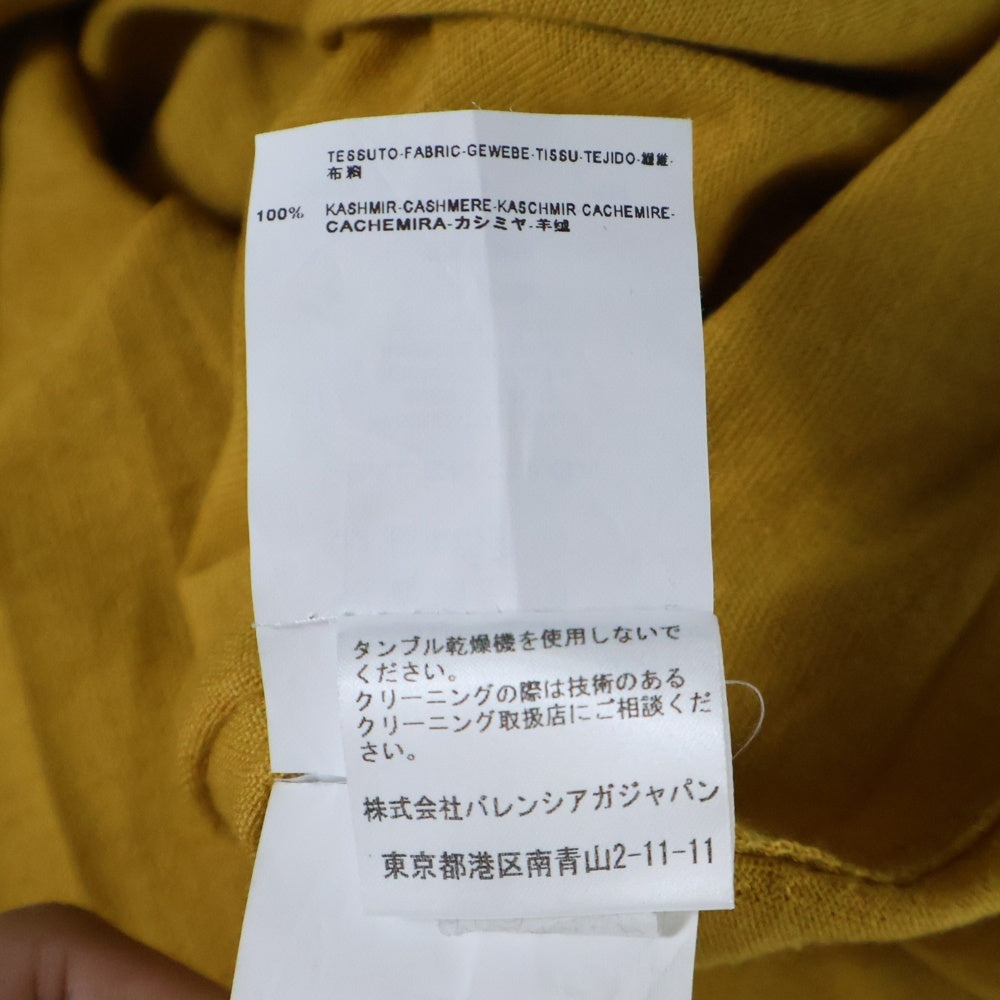 TESSUTO-FABRIC-GEWEBE-TISSU-TEJIDO-繊維-
布料
100% KASHMIR-CASHMERE-KASCHMIR CACHEMIRE-
CACHEMIRA-カシミヤ-羊绒
タンブル乾燥機を使用しないで
ください。
クリーニングの際は技術のある
クリーニング取扱店にご相談くだ
さい。
株式会社バレンシアガジャパン
東京都港区南青山2-11-11